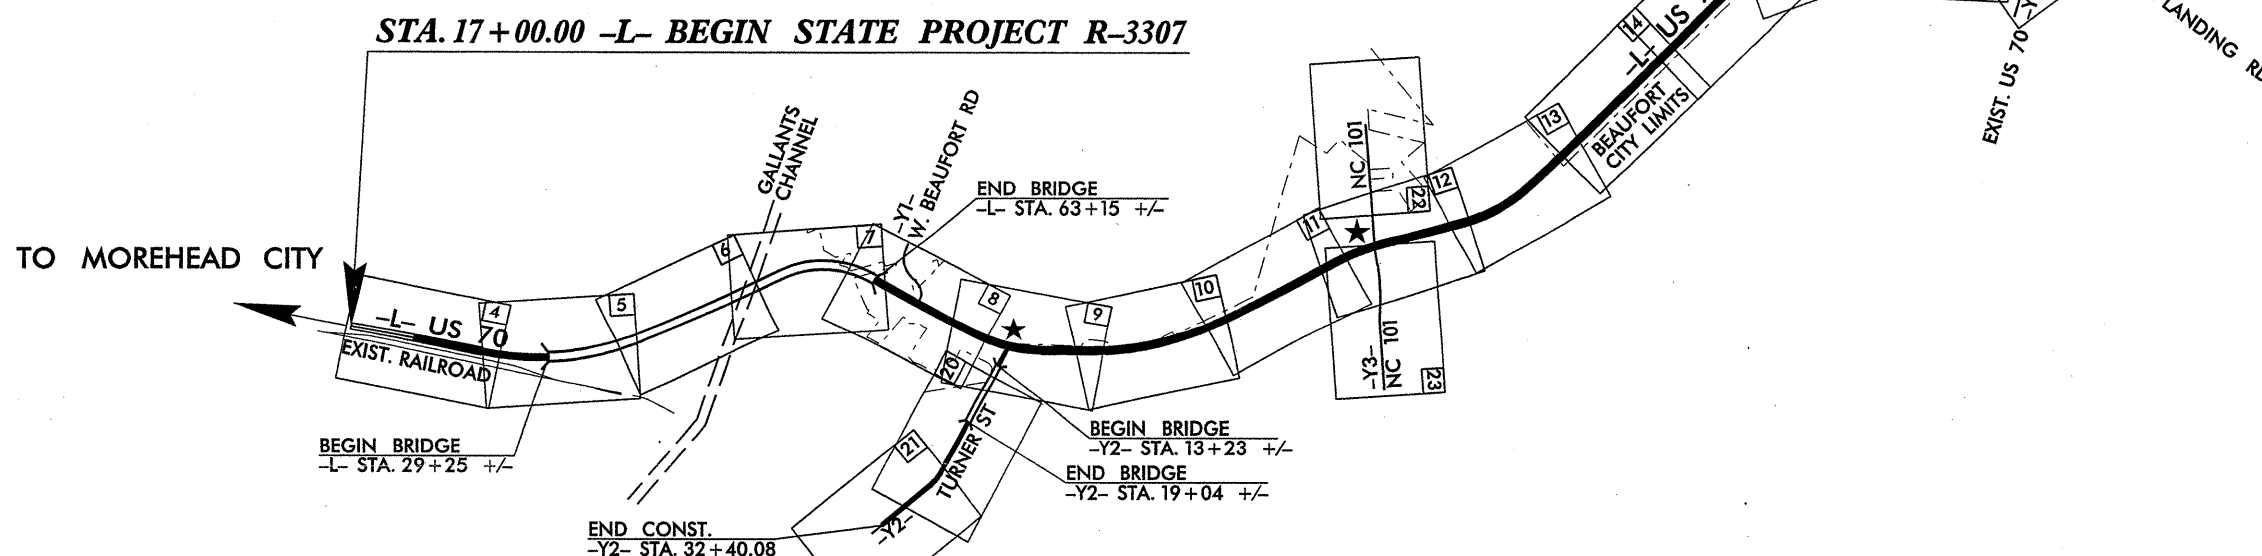 STA. 17+00.00 –L– BEGIN STATE PROJECT R–3307
14
–L– US
–Y–
LANDING RD
EXIST. US 70
GALLANTS
CHANNEL
–Y1–
W. BEAUFORT RD
END BRIDGE
–L– STA. 63+15 +/–
NC 101
22
12
13
BEAUFORT
CITY LIMITS
11
TO MOREHEAD CITY
6
7
–L– US 70
4
5
EXIST. RAILROAD
8
9
10
20
–Y3–
NC 101
23
BEGIN BRIDGE
–L– STA. 29+25 +/–
21
TURNER ST
BEGIN BRIDGE
–Y2– STA. 13+23 +/–
END BRIDGE
–Y2– STA. 19+04 +/–
END CONST.
–Y2– STA. 32+40.08
–Y2–